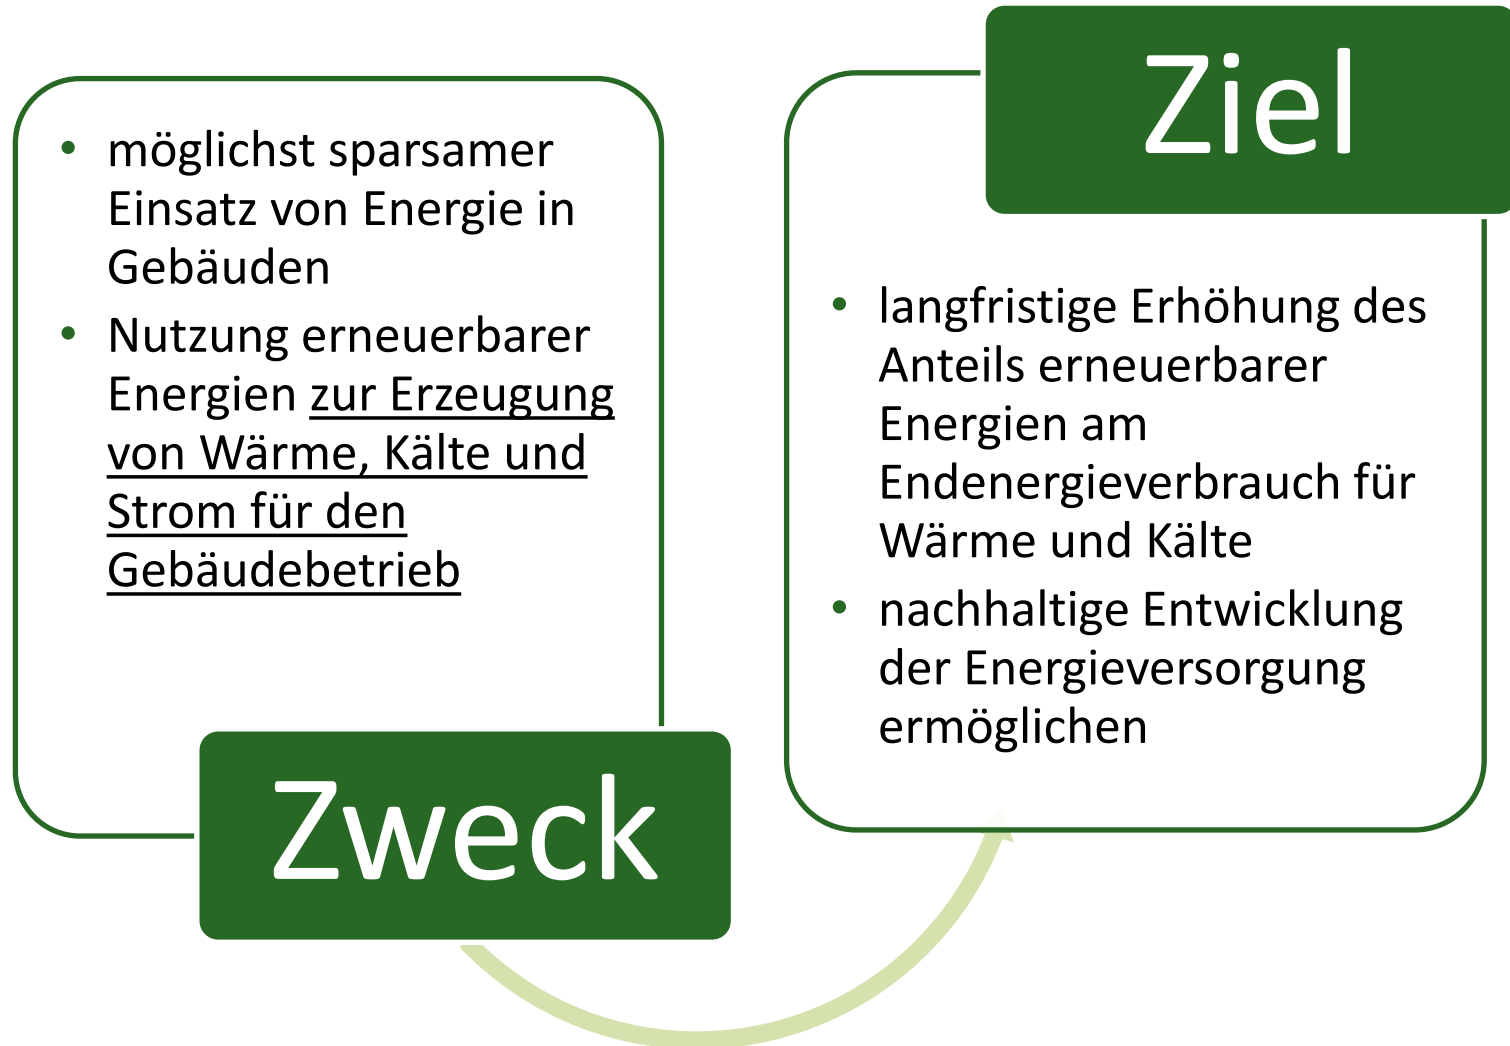 • möglichst sparsamer
Einsatz von Energie in
Gebäuden
• Nutzung erneuerbarer
Energien zur Erzeugung
von Wärme, Kälte und
Strom für den
Gebäudebetrieb
Zweck
Ziel
• langfristige Erhöhung des
Anteils erneuerbarer
Energien am
Endenergieverbrauch für
Wärme und Kälte
• nachhaltige Entwicklung
der Energieversorgung
ermöglichen